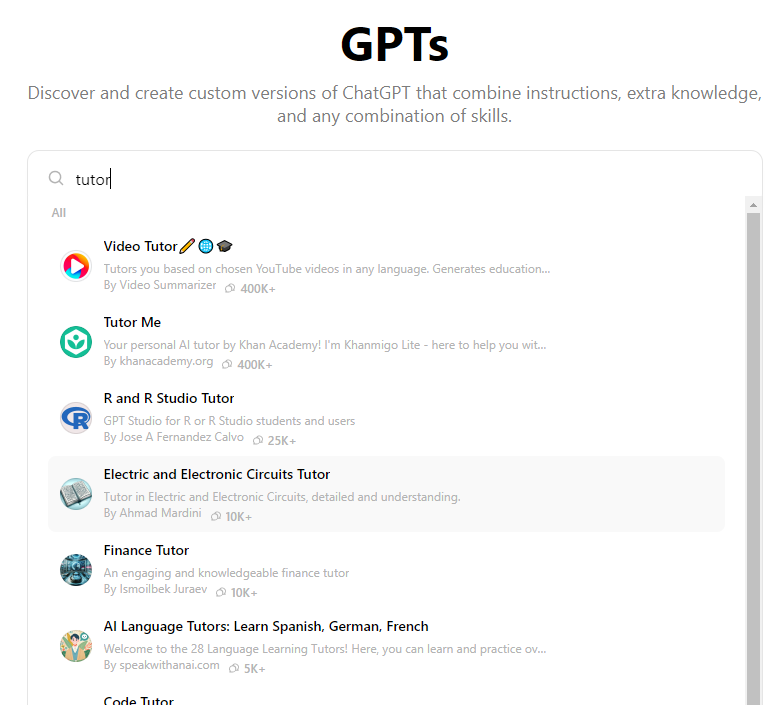 GPTs
Discover and create custom versions of ChatGPT that combine instructions, extra knowledge,
and any combination of skills.
tutor
All
Video Tutor✏️🌐🎓
Tutors you based on chosen YouTube videos in any language. Generates education...
By Video Summarizer 400K+
Tutor Me
Your personal AI tutor by Khan Academy! I'm Khanmigo Lite - here to help you wit...
By khanacademy.org 400K+
R and R Studio Tutor
GPT Studio for R or R Studio students and users
By Jose A Fernandez Calvo 25K+
Electric and Electronic Circuits Tutor
Tutor in Electric and Electronic Circuits, detailed and understanding.
By Ahmad Mardini 10K+
Finance Tutor
An engaging and knowledgeable finance tutor
By Ismoilbek Juraev 10K+
AI Language Tutors: Learn Spanish, German, French
Welcome to the 28 Language Learning Tutors! Here, you can learn and practice ov...
By speakwithanai.com 5K+
Code Tutor